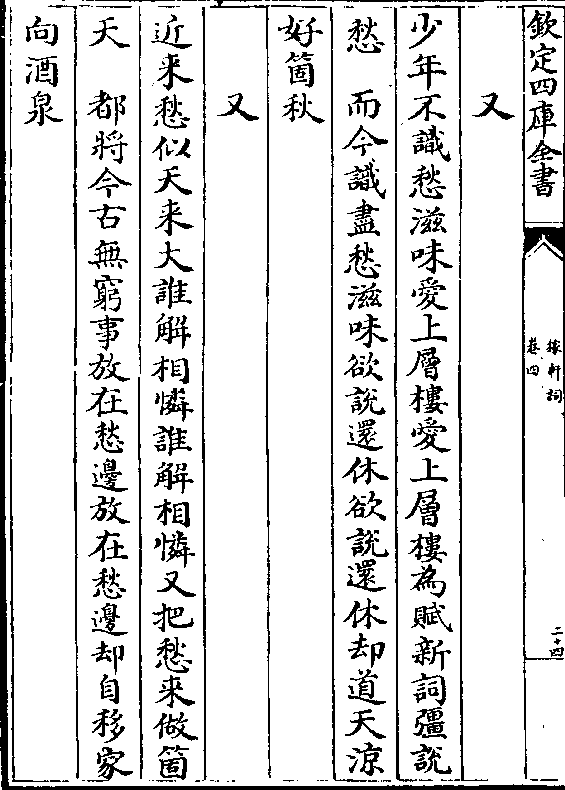 欽定四庫全書
稼軒詞
卷四
二十四
又
少年不識愁滋味愛上層樓愛上層樓為賦新詞彊說
愁　而今識盡愁滋味欲說還休欲說還休却道天涼
好箇秋
又
近来愁似天来大誰解相憐誰解相憐又把愁来做箇
天　都將今古無窮事放在愁邊放在愁邊却自移家
向酒泉